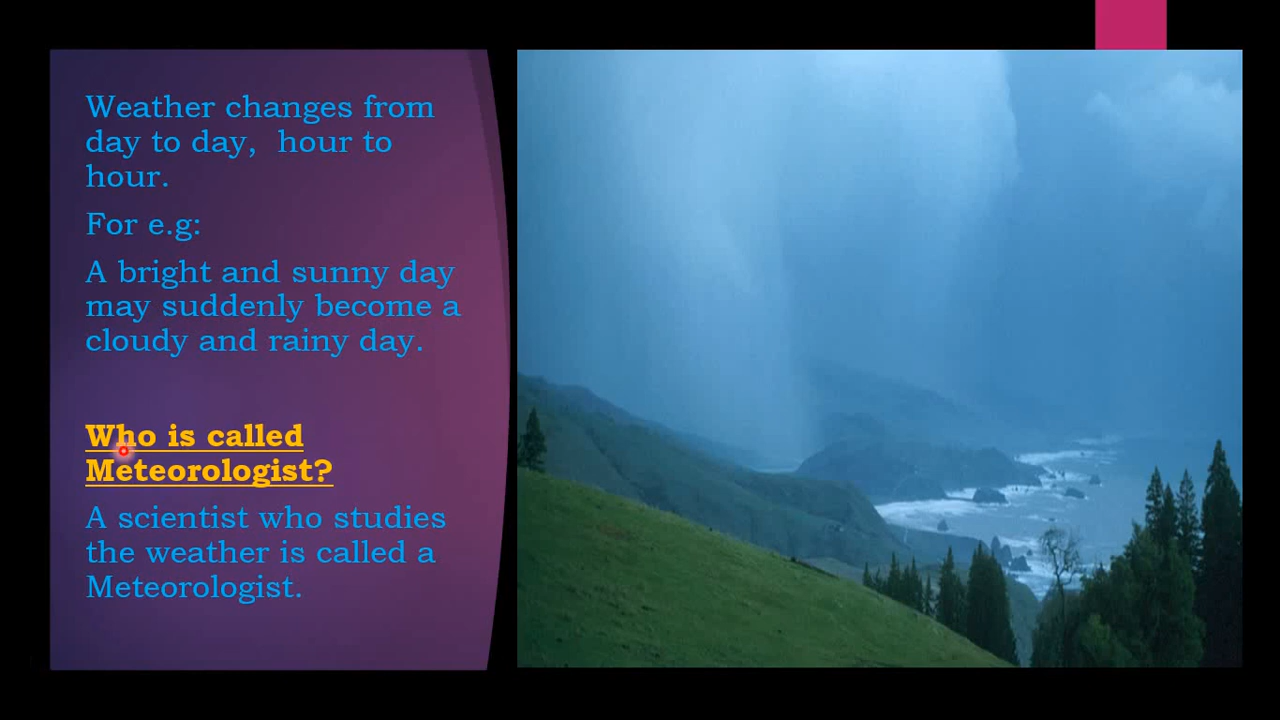 Weather changes from
day to day,  hour to
hour.
For e.g:
A bright and sunny day
may suddenly become a
cloudy and rainy day.
Who is called
Meteorologist?
A scientist who studies
the weather is called a
Meteorologist.